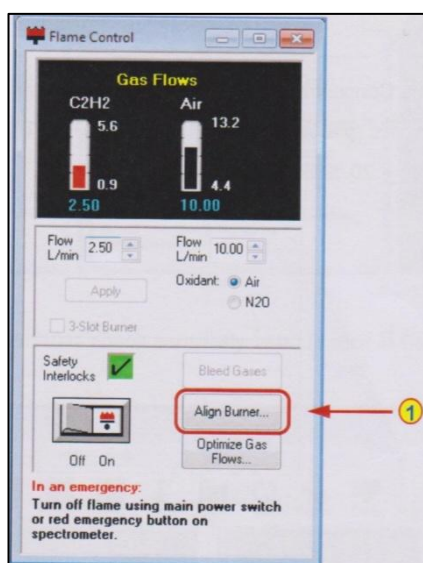 Flame Control
Gas Flows
C2H2 Air
5.6 13.2
0.9 4.4
2.50 10.00
Flow L/min 2.50 Flow L/min 10.00
Apply
Oxidant: Air
N2O
3-Slot Burner
Safety Interlocks
Bleed Gases
Align Burner...
1
Off On
Optimize Gas Flows...
In an emergency:
Turn off flame using main power switch
or red emergency button on
spectrometer.